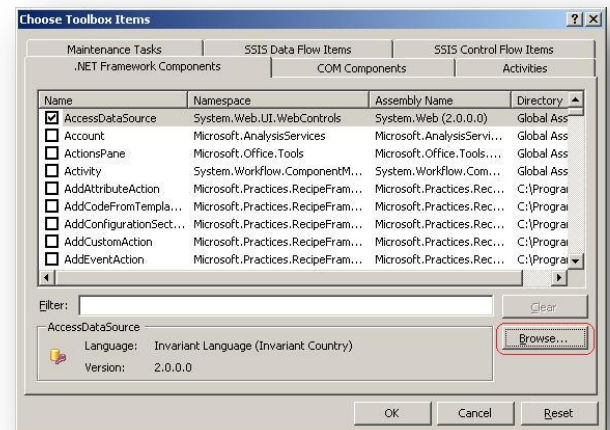 Choose Toolbox Items
Maintenance Tasks SSIS Data Flow Items SSIS Control Flow Items
.NET Framework Components COM Components Activities
Name Namespace Assembly Name Directory
AccessDataSource System.Web.UI.WebControls System.Web (2.0.0.0) Global Ass
Account Microsoft.AnalysisServices Microsoft.AnalysisServi... Global Ass
ActionsPane Microsoft.Office.Tools Microsoft.Office.Tools.... Global Ass
Activity System.Workflow.ComponentM... System.Workflow.Com... Global Ass
AddAttributeAction Microsoft.Practices.RecipeFram... Microsoft.Practices.Rec... C:\Program
AddCodeFromTempla... Microsoft.Practices.RecipeFram... Microsoft.Practices.Rec... C:\Program
AddConfigurationSect... Microsoft.Practices.RecipeFram... Microsoft.Practices.Rec... C:\Program
AddCustomAction Microsoft.Practices.RecipeFram... Microsoft.Practices.Rec... C:\Program
AddEventAction Microsoft.Practices.RecipeFram... Microsoft.Practices.Rec... C:\Program
Filter: Clear
AccessDataSource
Browse...
Language: Invariant Language (Invariant Country)
Version: 2.0.0.0
OK Cancel Reset